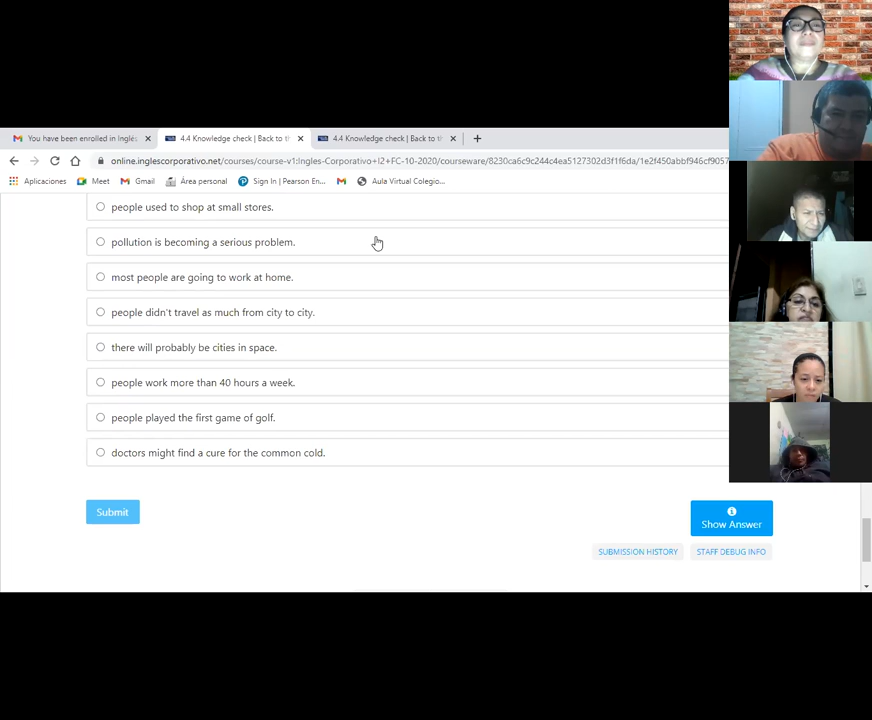 You have been enrolled in Inglés
4.4 Knowledge check | Back to th
4.4 Knowledge check | Back to th
online.inglescorporativo.net/courses/course-v1:Ingles-Corporativo+I2+FC-10-2020/courseware/8230ca6c9c244c4ea5127302d3f1f6da/1e2f450abbf946cf9057
Aplicaciones
Meet
Gmail
Área personal
Sign In | Pearson En...
Aula Virtual Colegio...
people used to shop at small stores.
pollution is becoming a serious problem.
most people are going to work at home.
people didn't travel as much from city to city.
there will probably be cities in space.
people work more than 40 hours a week.
people played the first game of golf.
doctors might find a cure for the common cold.
Submit
Show Answer
SUBMISSION HISTORY
STAFF DEBUG INFO